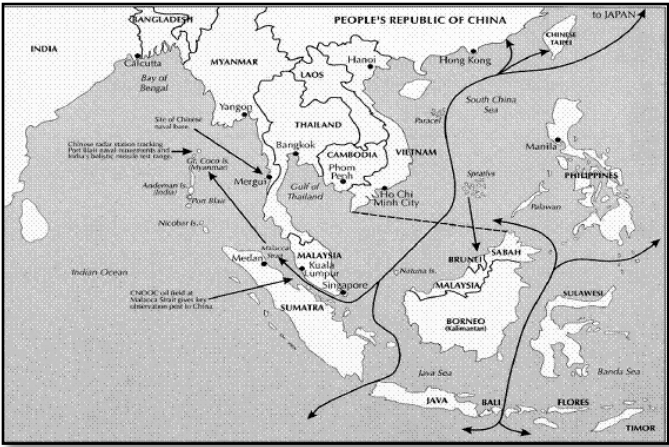 PEOPLE'S REPUBLIC OF CHINA
to JAPAN
BANGLADESH
CHINESE
TAIPEI
INDIA
Calcutta
MYANMAR
Hanoi
Hong Kong
LAOS
Bay of
Bengal
Yangon
South China
Sea
Site of Chinese
naval base
THAILAND
Paracel
Chinese radar station tracking
Port Blair naval movements and
India's ballistic missile test range.
Bangkok
VIETNAM
Manila
Gr. Coco Is.
(Myanmar)
CAMBODIA
Phom
Penh
PHILIPPINES
Mergui
Spratlys
Andeman Is.
(India)
Port Blair
Gulf of
Thailand
Ho Chi
Minh City
Palawan
Nicobar Is.
Malacca
Strait
MALAYSIA
Medan
Kuala
Lumpur
BRUNEI
SABAH
Indian Ocean
Natuna Is.
Singapore
MALAYSIA
CNOOC oil field at
Malacca Strait gives key
observation post to China.
SUMATRA
SULAWESI
BORNEO
(Kalimantan)
Java Sea
Banda Sea
JAVA
BALI
FLORES
TIMOR